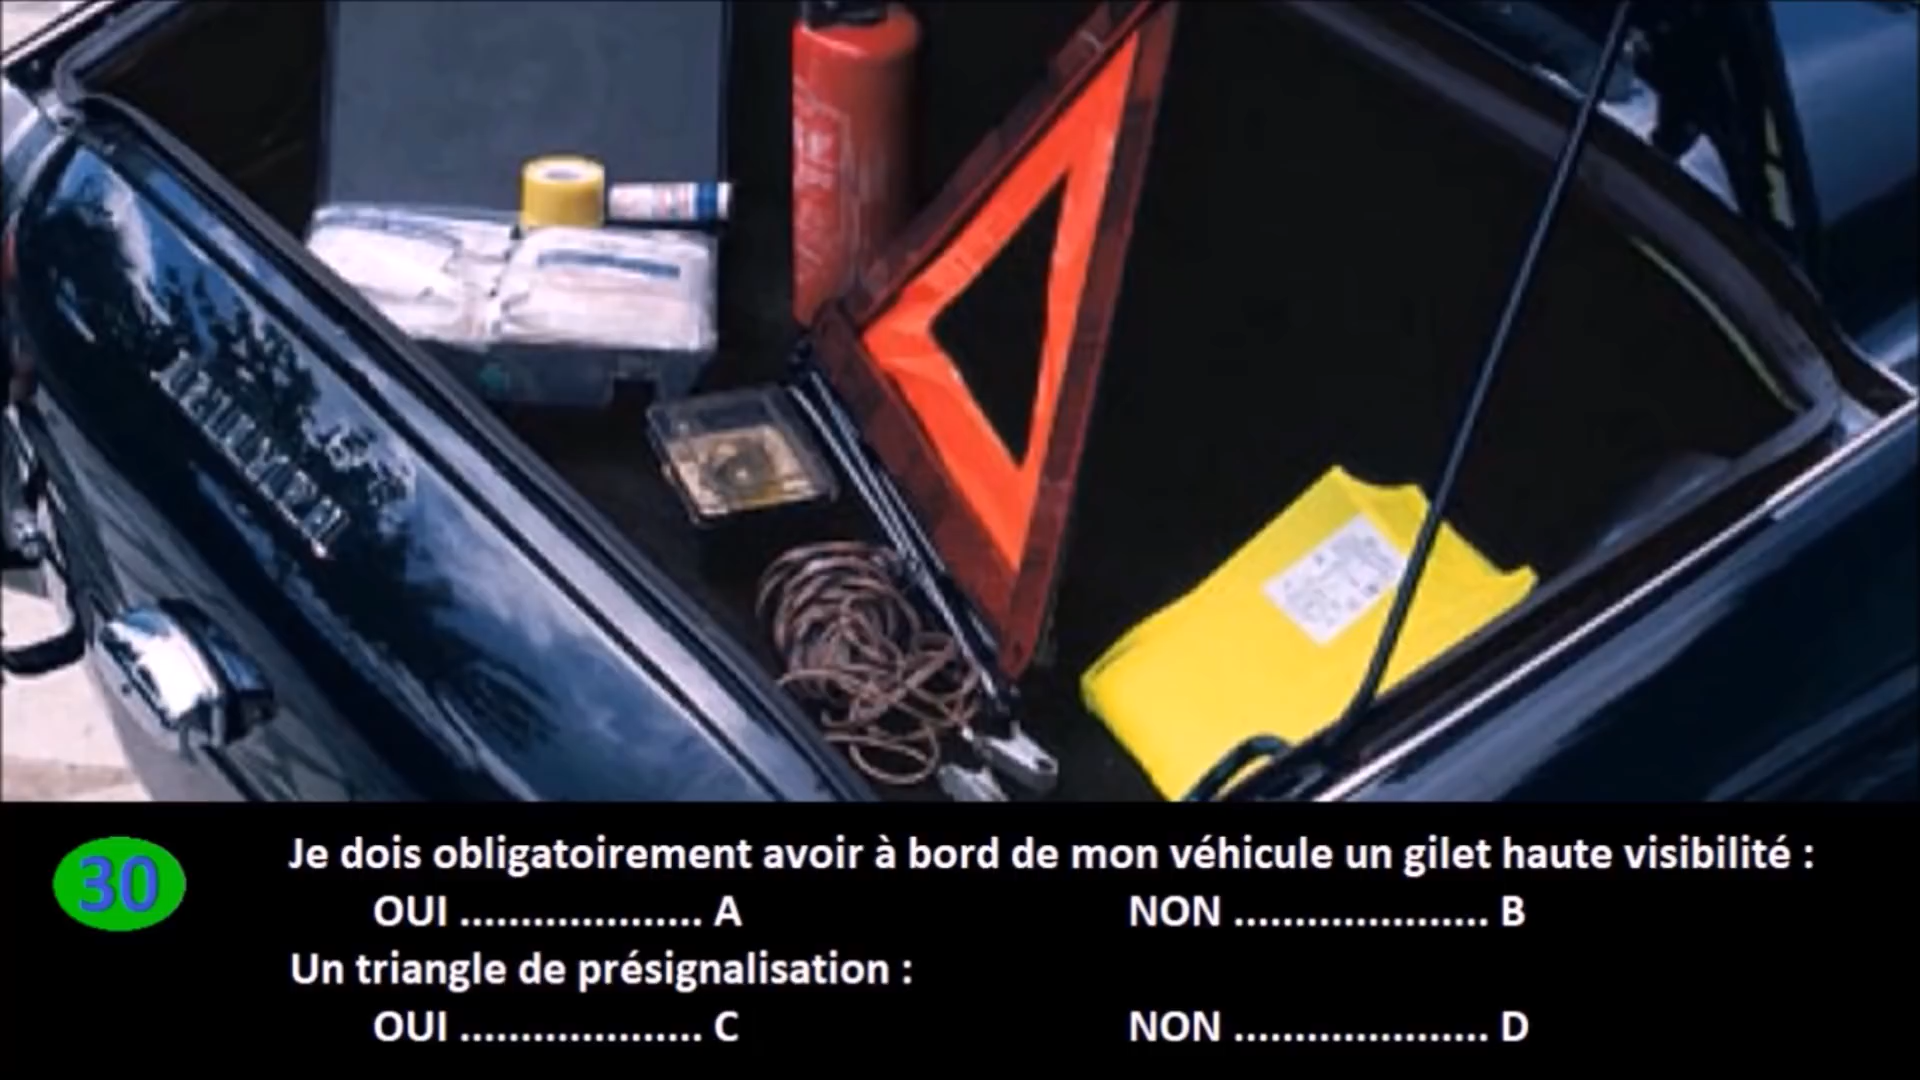 30
Je dois obligatoirement avoir à bord de mon véhicule un gilet haute visibilité :
OUI .................... A NON ..................... B
Un triangle de présignalisation :
OUI .................... C NON ..................... D